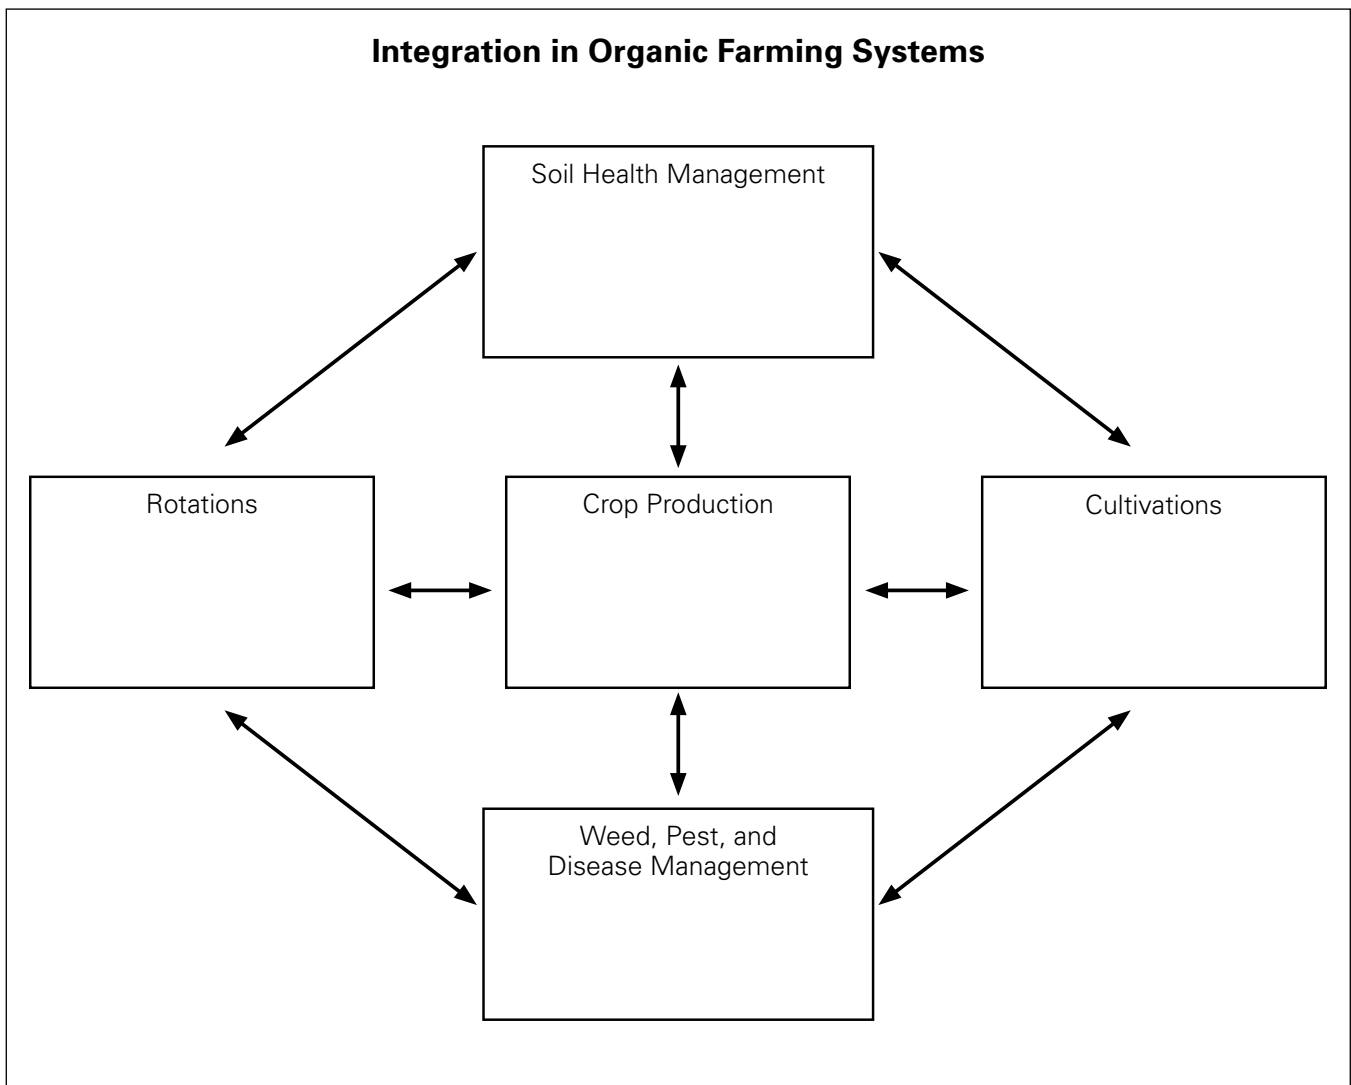 Integration in Organic Farming Systems
Soil Health Management
Rotations
Crop Production
Cultivations
Weed, Pest, and
Disease Management